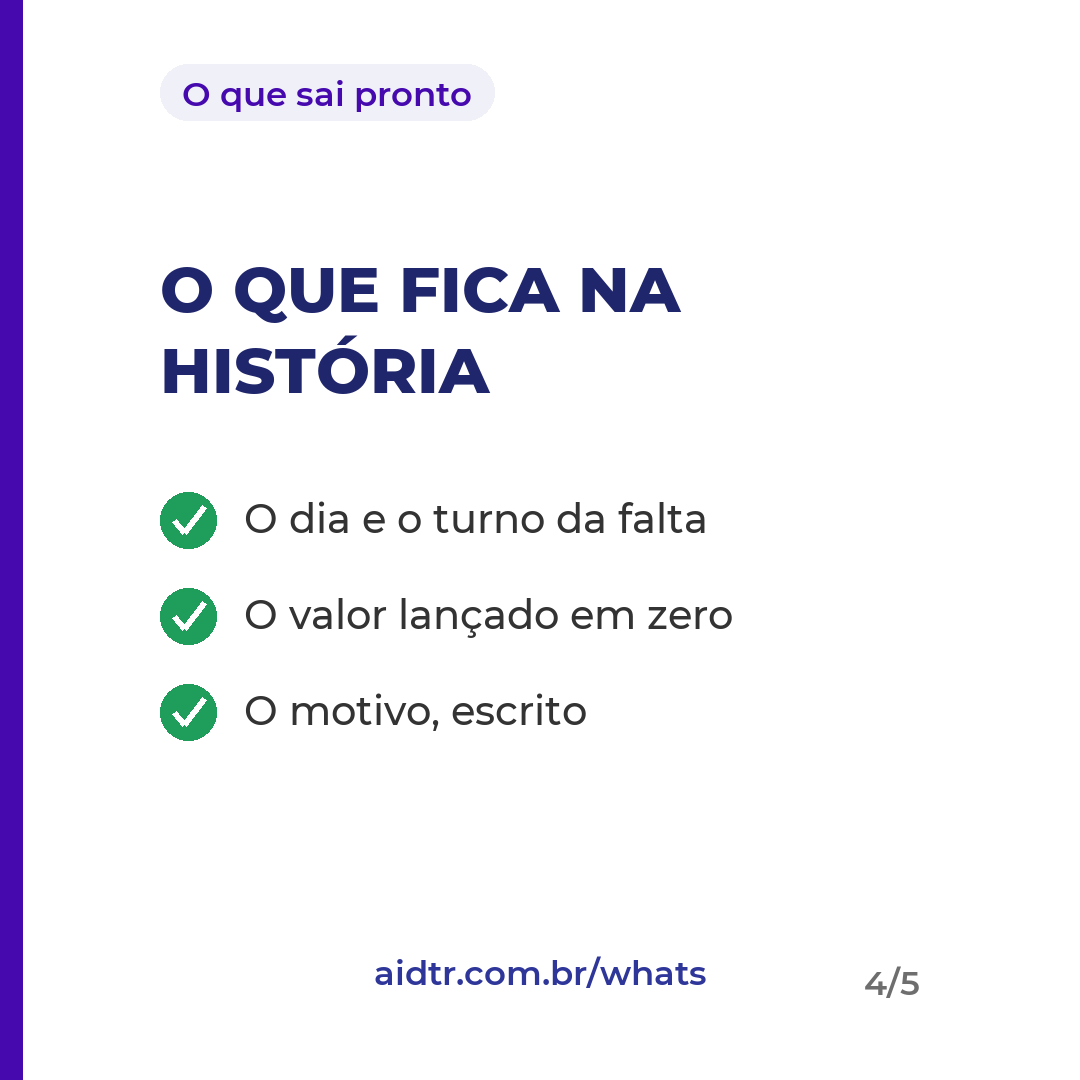 O que sai pronto
O QUE FICA NA
HISTÓRIA
O dia e o turno da falta
O valor lançado em zero
O motivo, escrito
aidtr.com.br/whats
4/5